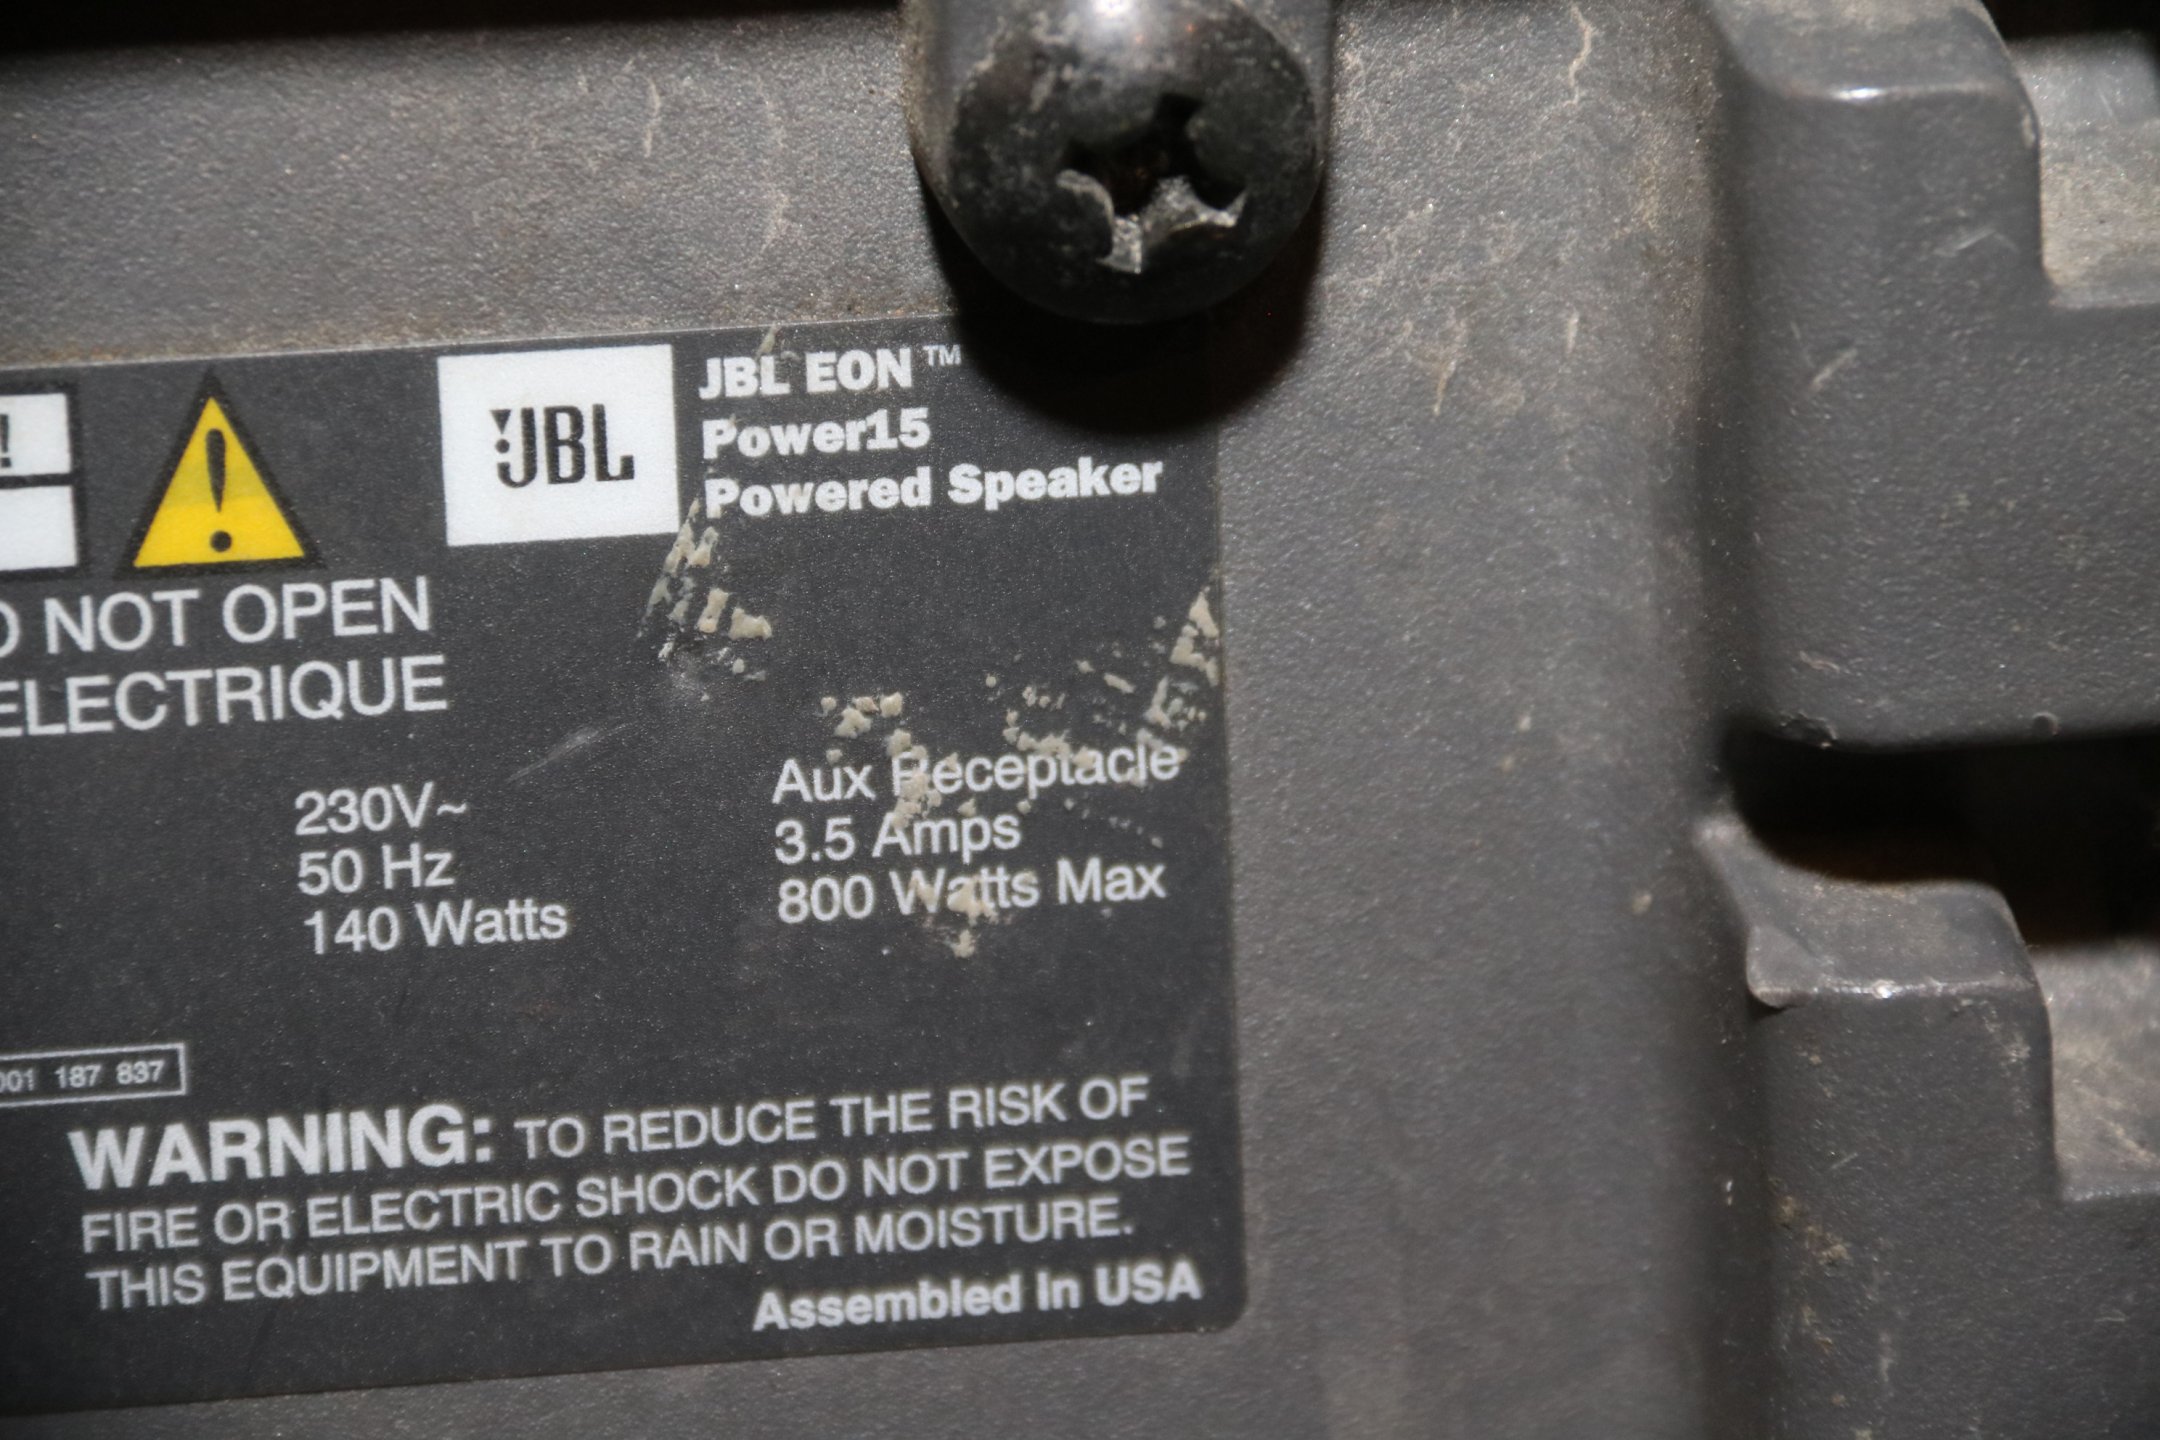 !
JBL
JBL EON™
Power15
Powered Speaker
NOT OPEN
ELECTRIQUE
230V~
50 Hz
140 Watts
Aux Receptacle
3.5 Amps
800 Watts Max
001 187 837
WARNING: TO REDUCE THE RISK OF
FIRE OR ELECTRIC SHOCK DO NOT EXPOSE
THIS EQUIPMENT TO RAIN OR MOISTURE.
Assembled in USA